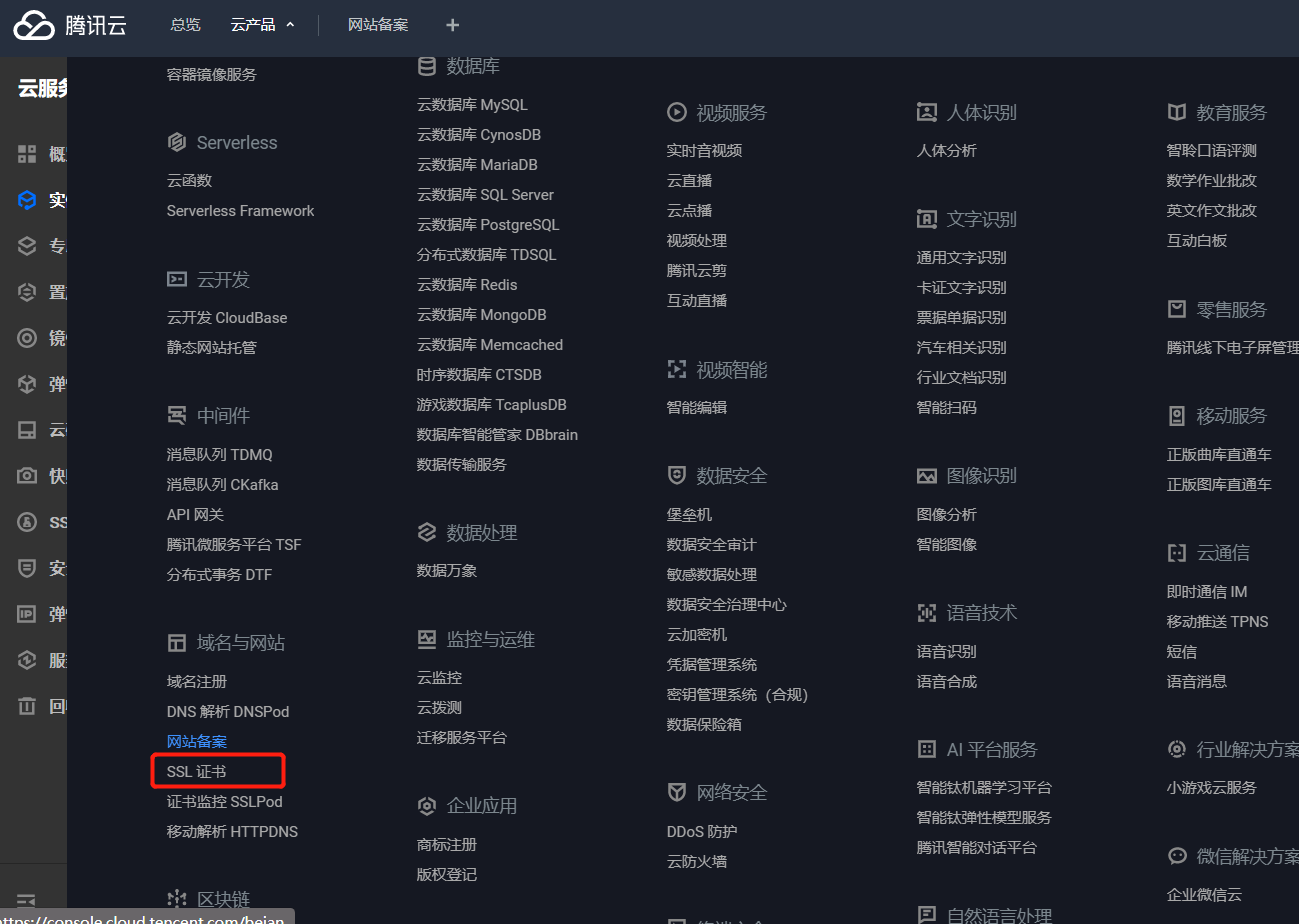 腾讯云
总览
云产品
网站备案
云服务
概
实
专
置
镜
弹
快
SS
安
弹
服
回
容器镜像服务
Serverless
云函数
Serverless Framework
云开发
云开发 CloudBase
静态网站托管
中间件
消息队列 TDMQ
消息队列 CKafka
API 网关
腾讯微服务平台 TSF
分布式事务 DTF
域名与网站
域名注册
DNS 解析 DNSPod
网站备案
SSL 证书
证书监控 SSLPod
移动解析 HTTPDNS
区块链
数据库
云数据库 MySQL
云数据库 CynosDB
云数据库 MariaDB
云数据库 SQL Server
云数据库 PostgreSQL
分布式数据库 TDSQL
云数据库 Redis
云数据库 MongoDB
云数据库 Memcached
时序数据库 CTSDB
游戏数据库 TcaplusDB
数据库智能管家 DBbrain
数据传输服务
数据处理
数据万象
监控与运维
云监控
云拨测
迁移服务平台
企业应用
商标注册
版权登记
视频服务
实时音视频
云直播
云点播
视频处理
腾讯云剪
互动直播
视频智能
智能编辑
数据安全
堡垒机
数据安全审计
敏感数据处理
数据安全治理中心
云加密机
凭据管理系统
密钥管理系统（合规）
数据保险箱
网络安全
DDoS 防护
云防火墙
人体识别
人体分析
文字识别
通用文字识别
卡证文字识别
票据单据识别
汽车相关识别
行业文档识别
智能扫码
图像识别
图像分析
智能图像
语音技术
语音识别
语音合成
AI 平台服务
智能钛机器学习平台
智能钛弹性模型服务
腾讯智能对话平台
自然语言处理
教育服务
智聆口语评测
数学作业批改
英文作文批改
互动白板
零售服务
腾讯线下电子屏管理
移动服务
正版曲库直通车
正版图库直通车
云通信
即时通信 IM
移动推送 TPNS
短信
语音消息
行业解决方案
小游戏云服务
微信解决方案
企业微信云
https://console.cloud.tencent.com/beian